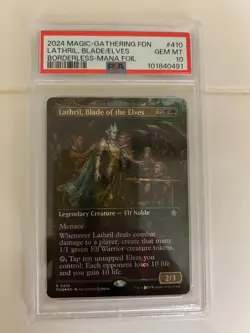 2024 MAGIC-GATHERING FDN #410
LATHRIL, BLADE/ELVES GEM MT
BORDERLESS-MANA FOIL 10
PSA 101840491
Lathril, Blade of the Elves
Legendary Creature — Elf Noble
Menace
Whenever Lathril deals combat
damage to a player, create that many
1/1 green Elf Warrior creature tokens.
Tap ten untapped Elves you
control: Each opponent loses 10 life
and you gain 10 life.
2/3
R 0410